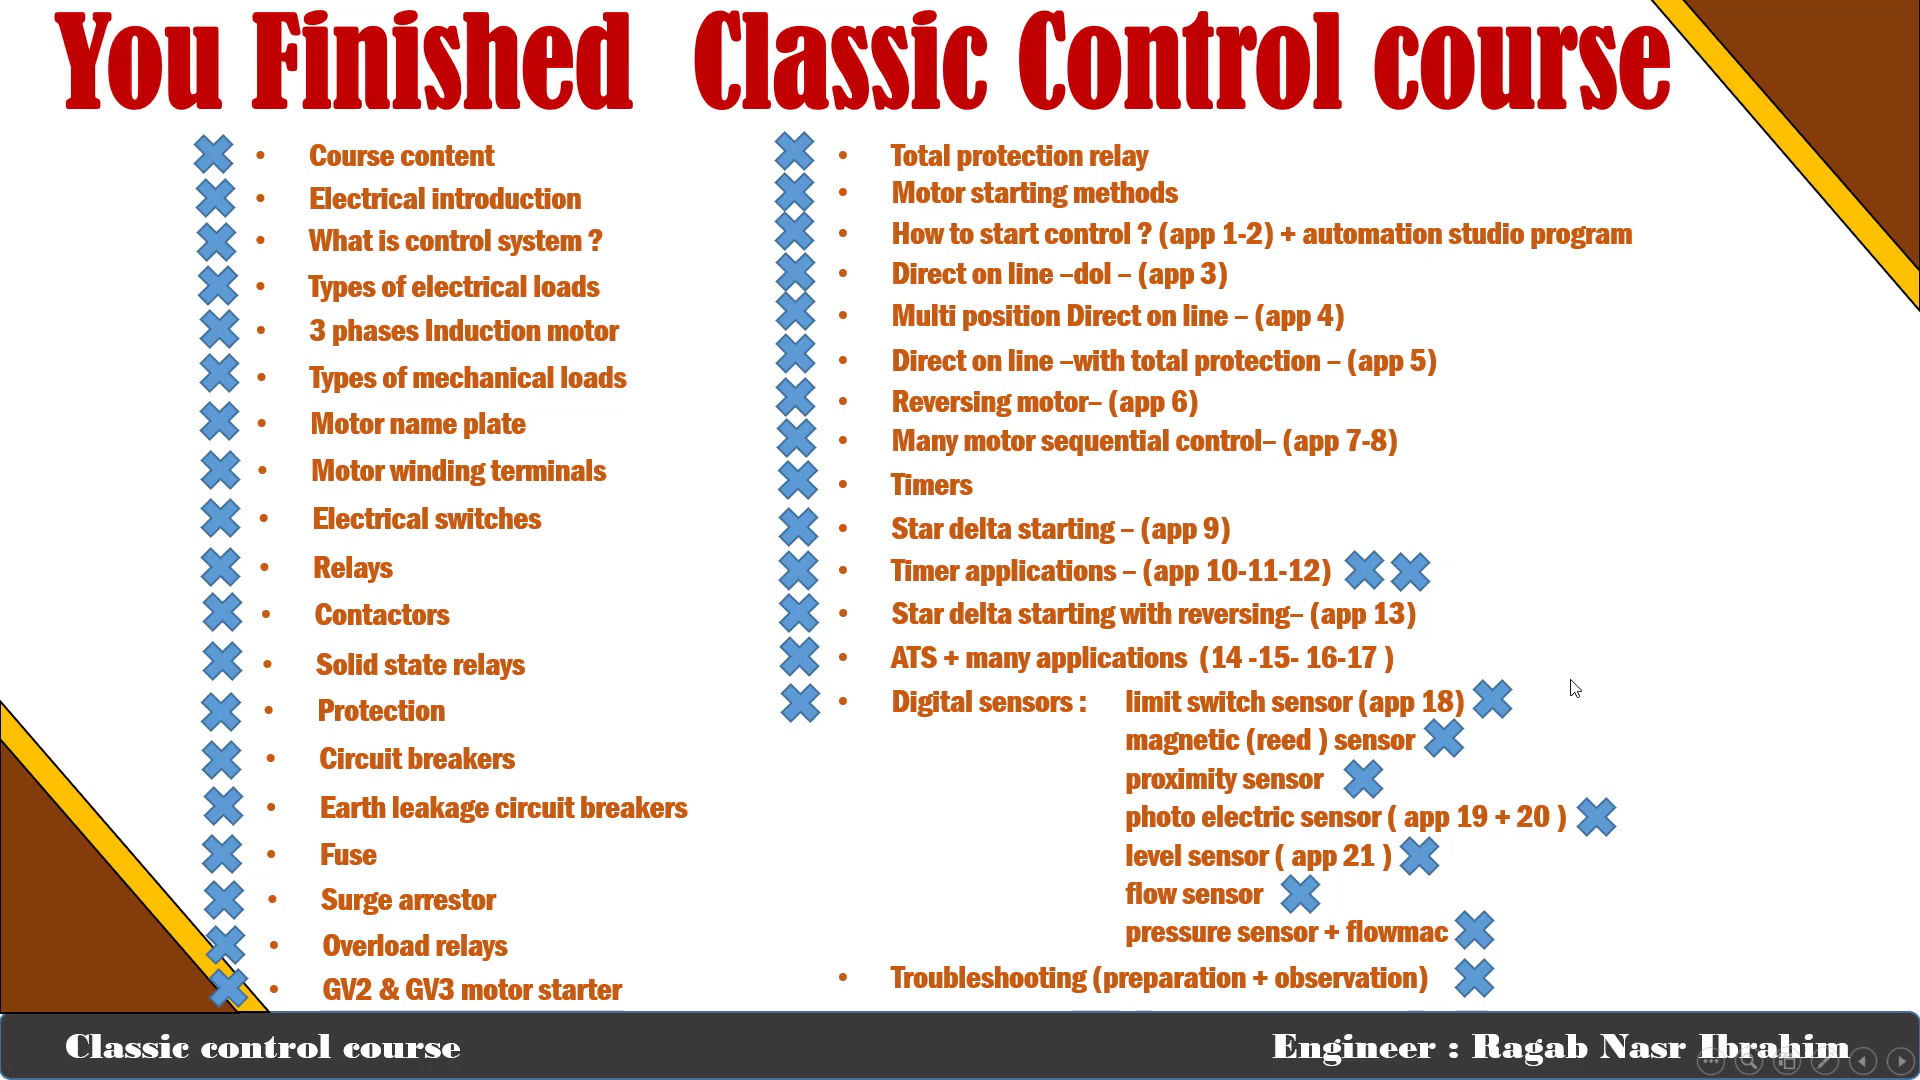 You Finished Classic Control course
• Course content
• Electrical introduction
• What is control system ?
• Types of electrical loads
• 3 phases Induction motor
• Types of mechanical loads
• Motor name plate
• Motor winding terminals
• Electrical switches
• Relays
• Contactors
• Solid state relays
• Protection
• Circuit breakers
• Earth leakage circuit breakers
• Fuse
• Surge arrestor
• Overload relays
• GV2 & GV3 motor starter
• Total protection relay
• Motor starting methods
• How to start control ? (app 1-2) + automation studio program
• Direct on line –dol – (app 3)
• Multi position Direct on line – (app 4)
• Direct on line –with total protection – (app 5)
• Reversing motor– (app 6)
• Many motor sequential control– (app 7-8)
• Timers
• Star delta starting – (app 9)
• Timer applications – (app 10-11-12)
• Star delta starting with reversing– (app 13)
• ATS + many applications (14 -15- 16-17 )
• Digital sensors : limit switch sensor (app 18)
magnetic (reed ) sensor
proximity sensor
photo electric sensor ( app 19 + 20 )
level sensor ( app 21 )
flow sensor
pressure sensor + flowmac
• Troubleshooting (preparation + observation)
Classic control course
Engineer : Ragab Nasr Ibrahim